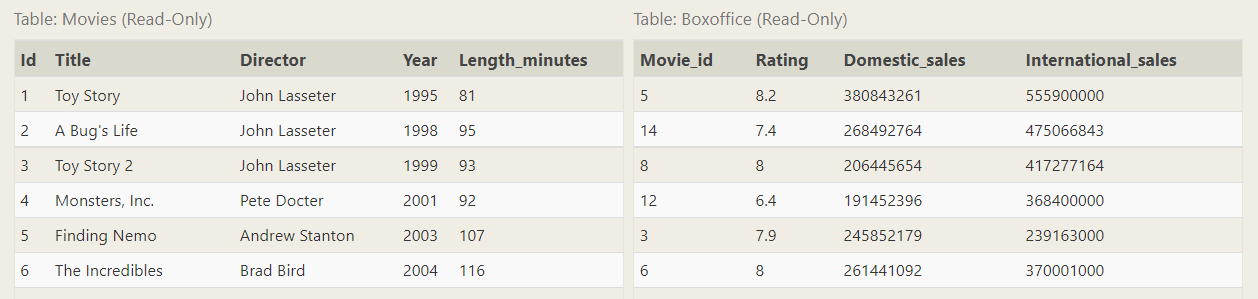 Table: Movies (Read-Only)
Id Title Director Year Length_minutes
1 Toy Story John Lasseter 1995 81
2 A Bug's Life John Lasseter 1998 95
3 Toy Story 2 John Lasseter 1999 93
4 Monsters, Inc. Pete Docter 2001 92
5 Finding Nemo Andrew Stanton 2003 107
6 The Incredibles Brad Bird 2004 116
Table: Boxoffice (Read-Only)
Movie_id Rating Domestic_sales International_sales
5 8.2 380843261 555900000
14 7.4 268492764 475066843
8 8 206445654 417277164
12 6.4 191452396 368400000
3 7.9 245852179 239163000
6 8 261441092 370001000